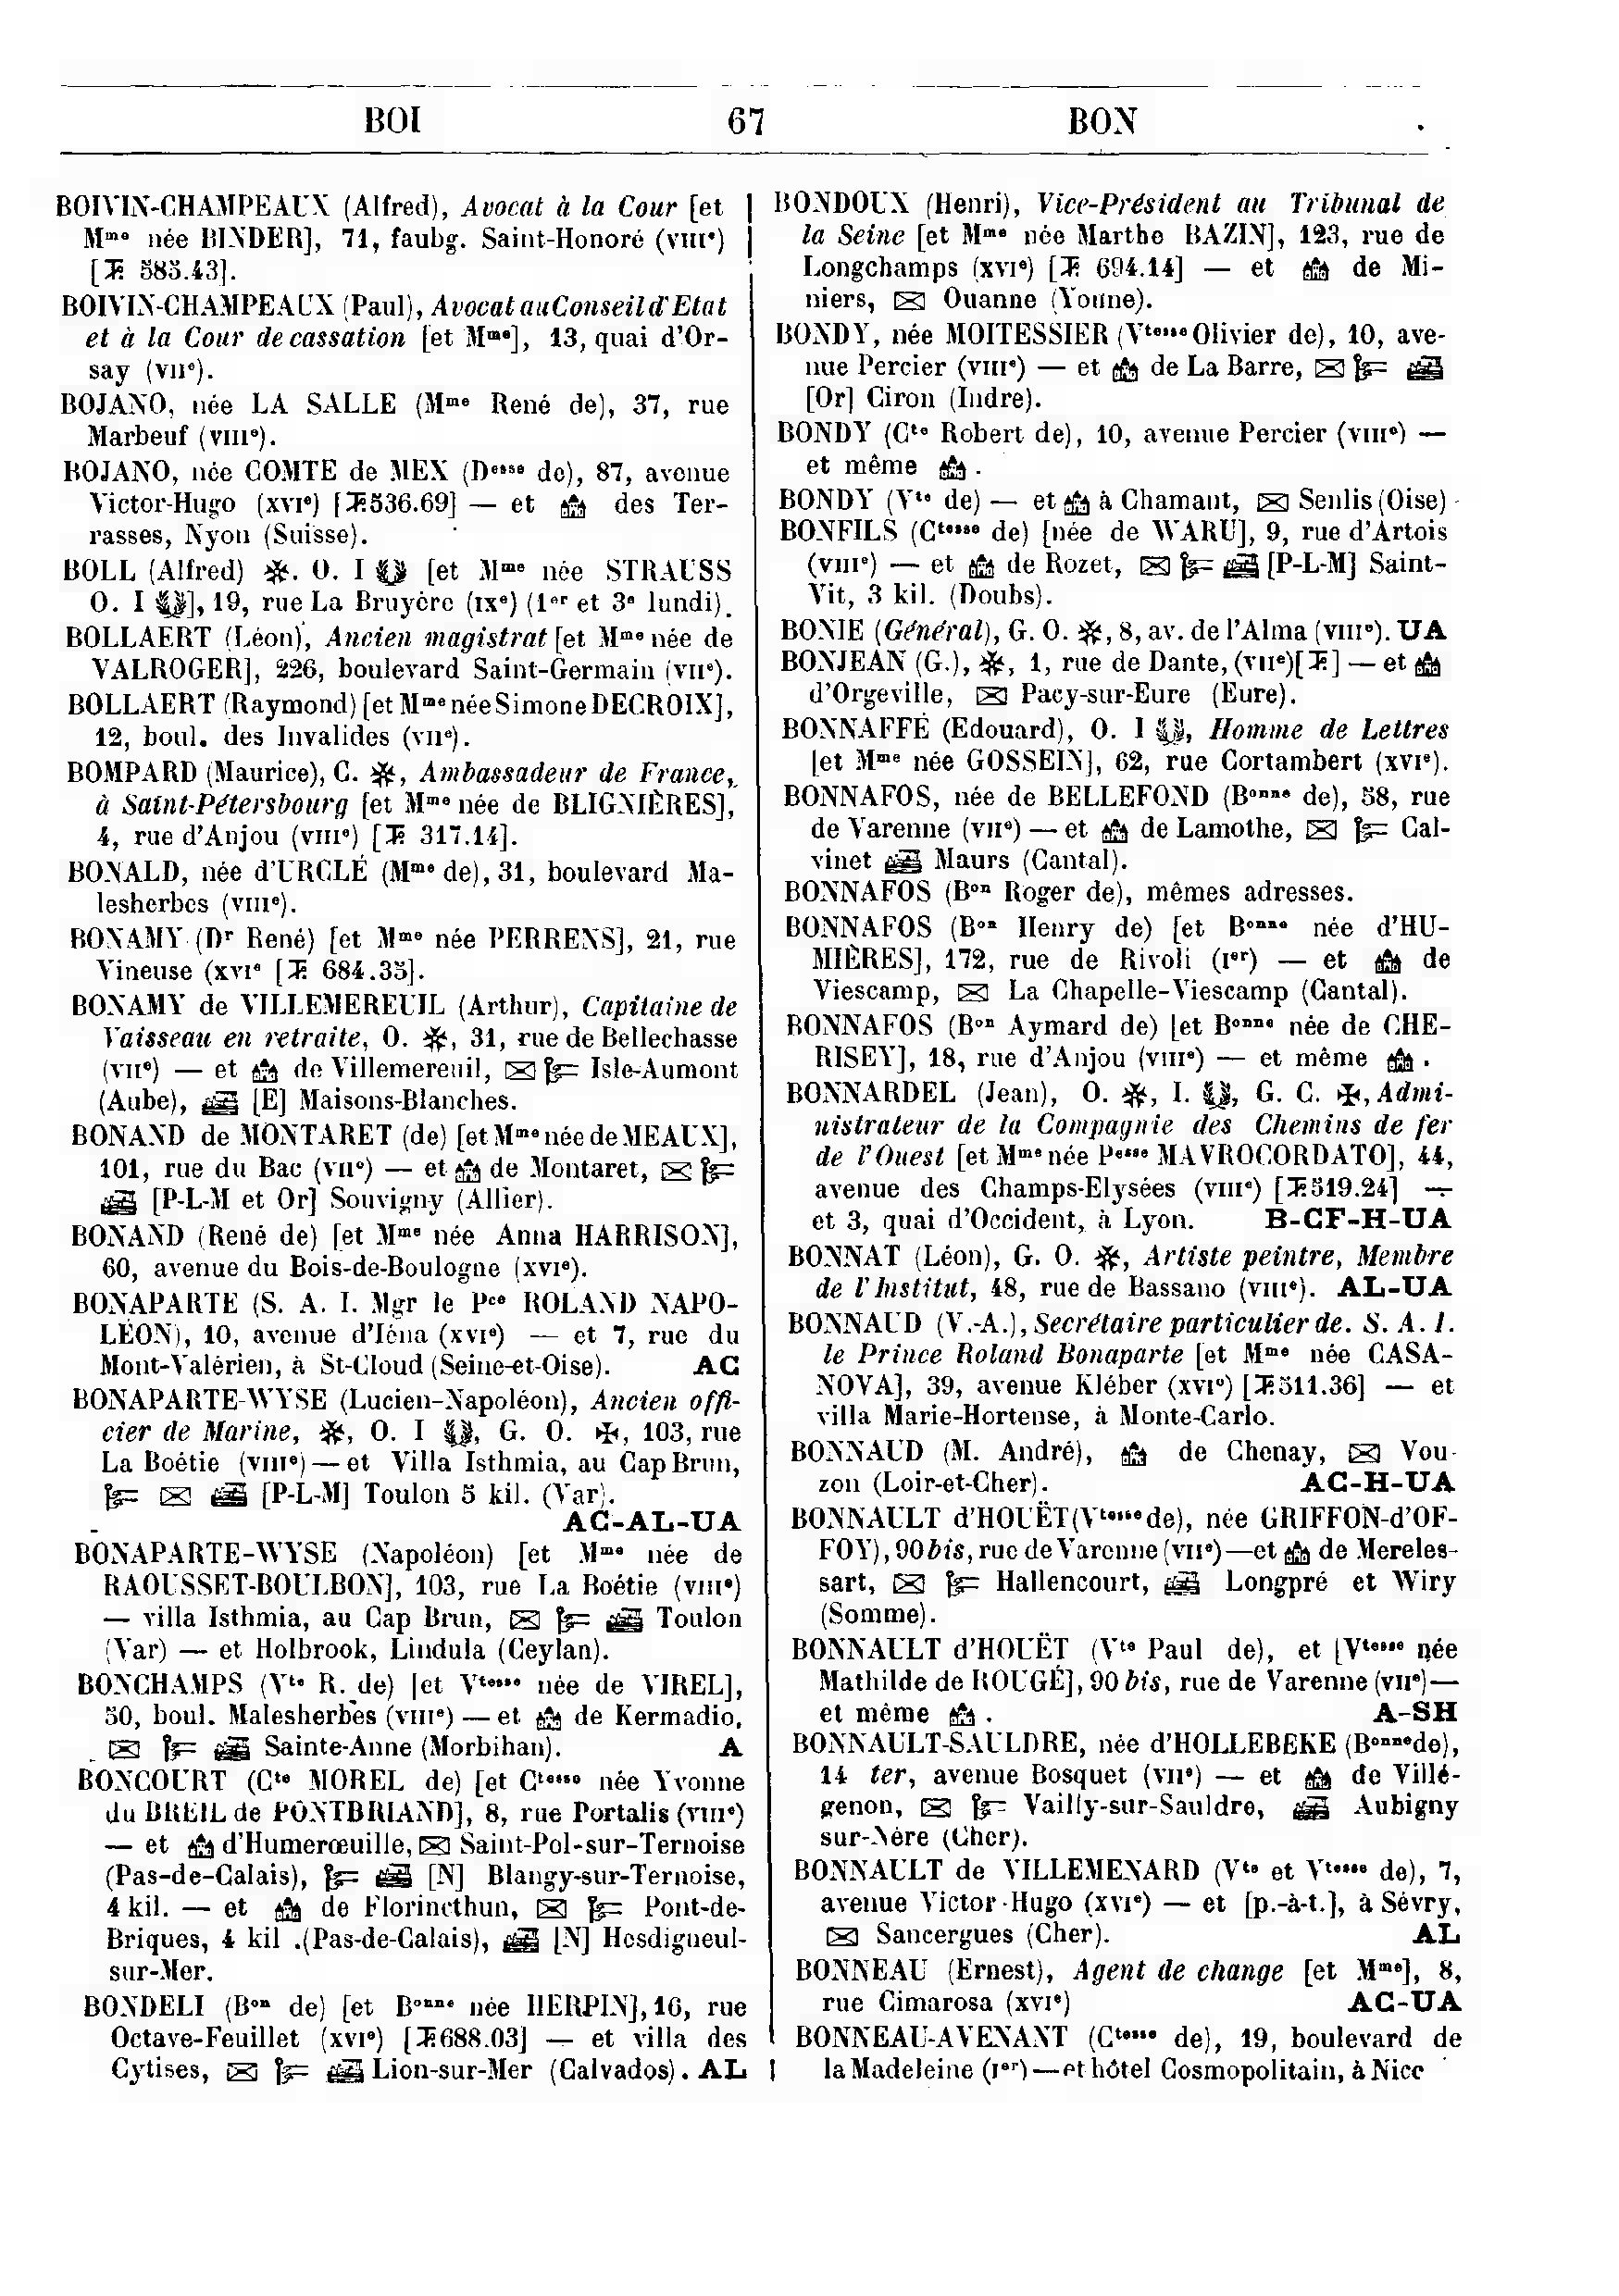 BOI 67 BON
BOIVIN-CHAMPEAUX (Alfred), Avocat à la Cour [et
Mme née BINDER], 71, faubg. Saint-Honoré (VIIIe)
[T. 585.43].
BOIVIN-CHAMPEAUX (Paul), Avocat au Conseil d'Etat
et à la Cour de cassation [et Mme], 13, quai d'Or-
say (VIIe).
BOJANO, née LA SALLE (Mme René de), 37, rue
Marbeuf (VIIIe).
BOJANO, née COMTE de MEX (Desse de), 87, avenue
Victor-Hugo (XVIe) [T.536.69] — et des Ter-
rasses, Nyon (Suisse).
BOLL (Alfred) ✻. O. I [et Mme née STRAUSS
O. I ], 19, rue La Bruyère (IXe) (1er et 3e lundi).
BOLLAERT (Léon), Ancien magistrat [et Mme née de
VALROGER], 226, boulevard Saint-Germain (VIIe).
BOLLAERT (Raymond) [et Mme née Simone DECROIX],
12, boul. des Invalides (VIIe).
BOMPARD (Maurice), C. ✻, Ambassadeur de France,
à Saint-Pétersbourg [et Mme née de BLIGNIÈRES],
4, rue d'Anjou (VIIIe) [T. 317.14].
BONALD, née d'URCLÉ (Mme de), 31, boulevard Ma-
lesherbes (VIIIe).
BONAMY (Dr René) [et Mme née PERRENS], 21, rue
Vineuse (XVIe [T. 684.35].
BONAMY de VILLEMEREUIL (Arthur), Capitaine de
Vaisseau en retraite, O. ✻, 31, rue de Bellechasse
(VIIe) — et de Villemereuil, ✉ Isle-Aumont
(Aube), [E] Maisons-Blanches.
BONAND de MONTARET (de) [et Mme née de MEAUX],
101, rue du Bac (VIIe) — et de Montaret, ✉
[P-L-M et Or] Souvigny (Allier).
BONAND (René de) [et Mme née Anna HARRISON],
60, avenue du Bois-de-Boulogne (XVIe).
BONAPARTE (S. A. I. Mgr le Pce ROLAND NAPO-
LÉON), 10, avenue d'Iéna (XVIe) — et 7, rue du
Mont-Valérien, à St-Cloud (Seine-et-Oise). AC
BONAPARTE-WYSE (Lucien-Napoléon), Ancien offi-
cier de Marine, ✻, O. I , G. O. ✠, 103, rue
La Boétie (VIIIe) — et Villa Isthmia, au Cap Brun,
✉ [P-L-M] Toulon 5 kil. (Var).
AC-AL-UA
BONAPARTE-WYSE (Napoléon) [et Mme née de
RAOUSSET-BOULBON], 103, rue La Boétie (VIIIe)
— villa Isthmia, au Cap Brun, ✉ Toulon
(Var) — et Holbrook, Lindula (Ceylan).
BONCHAMPS (Vte R. de) [et Vtesse née de VIREL],
50, boul. Malesherbes (VIIIe) — et de Kermadio,
✉ Sainte-Anne (Morbihan). A
BONCOURT (Cte MOREL de) [et Ctesse née Yvonne
du BREIL de PONTBRIAND], 8, rue Portalis (VIIIe)
— et d'Humerœuille, ✉ Saint-Pol-sur-Ternoise
(Pas-de-Calais), [N] Blangy-sur-Ternoise,
4 kil. — et de Florincthun, ✉ Pont-de-
Briques, 4 kil .(Pas-de-Calais), [N] Hesdigneul-
sur-Mer.
BONDELI (Bon de) [et Bonne née HERPIN], 16, rue
Octave-Feuillet (XVIe) [T.688.03] — et villa des
Cytises, ✉ Lion-sur-Mer (Calvados). AL
BONDOUX (Henri), Vice-Président au Tribunal de
la Seine [et Mme née Marthe BAZIN], 123, rue de
Longchamps (XVIe) [T. 694.14] — et de Mi-
niers, ✉ Ouanne (Yonne).
BONDY, née MOITESSIER (Vtesse Olivier de), 10, ave-
nue Percier (VIIIe) — et de La Barre, ✉
[Or] Ciron (Indre).
BONDY (Cte Robert de), 10, avenue Percier (VIIIe) —
et même .
BONDY (Vte de) — et à Chamant, ✉ Senlis (Oise)
BONFILS (Ctesse de) [née de WARU], 9, rue d'Artois
(VIIIe) — et de Rozet, ✉ [P-L-M] Saint-
Vit, 3 kil. (Doubs).
BONIE (Général), G. O. ✻, 8, av. de l'Alma (VIIIe). UA
BONJEAN (G.), ✻, 1, rue de Dante, (VIIe)[T.] — et
d'Orgeville, ✉ Pacy-sur-Eure (Eure).
BONNAFFÉ (Edouard), O. I , Homme de Lettres
[et Mme née GOSSEIN], 62, rue Cortambert (XVIe).
BONNAFOS, née de BELLEFOND (Bonne de), 58, rue
de Varenne (VIIe) — et de Lamothe, ✉ Cal-
vinet Maurs (Cantal).
BONNAFOS (Bon Roger de), mêmes adresses.
BONNAFOS (Bon Henry de) [et Bonne née d'HU-
MIÈRES], 172, rue de Rivoli (Ier) — et de
Viescamp, ✉ La Chapelle-Viescamp (Cantal).
BONNAFOS (Bon Aymard de) [et Bonne née de CHE-
RISEY], 18, rue d'Anjou (VIIIe) — et même .
BONNARDEL (Jean), O. ✻, I. , G. C. ✠, Admi-
nistrateur de la Compagnie des Chemins de fer
de l'Ouest [et Mme née Pesse MAVROCORDATO], 44,
avenue des Champs-Elysées (VIIIe) [T.519.24] —
et 3, quai d'Occident, à Lyon. B-CF-H-UA
BONNAT (Léon), G. O. ✻, Artiste peintre, Membre
de l'Institut, 48, rue de Bassano (VIIIe). AL-UA
BONNAUD (V.-A.), Secrétaire particulier de. S. A. I.
le Prince Roland Bonaparte [et Mme née CASA-
NOVA], 39, avenue Kléber (XVIe) [T.511.36] — et
villa Marie-Hortense, à Monte-Carlo.
BONNAUD (M. André), de Chenay, ✉ Vou-
zon (Loir-et-Cher). AC-H-UA
BONNAULT d'HOUËT (Vtesse de), née GRIFFON-d'OF-
FOY), 90 bis, rue de Varenne (VIIe) — et de Mereles-
sart, ✉ Hallencourt, Longpré et Wiry
(Somme).
BONNAULT d'HOUËT (Vte Paul de), et [Vtesse née
Mathilde de ROUGÉ], 90 bis, rue de Varenne (VIIe) —
et même . A-SH
BONNAULT-SAULDRE, née d'HOLLEBEKE (Bonne de),
14 ter, avenue Bosquet (VIIe) — et de Villé-
genon, ✉ Vailly-sur-Sauldre, Aubigny
sur-Nère (Cher).
BONNAULT de VILLEMENARD (Vte et Vtesse de), 7,
avenue Victor-Hugo (XVIe) — et [p.-à-t.], à Sévry,
✉ Sancergues (Cher). AL
BONNEAU (Ernest), Agent de change [et Mme], 8,
rue Cimarosa (XVIe) AC-UA
BONNEAU-AVENANT (Ctesse de), 19, boulevard de
la Madeleine (Ier) — et hôtel Cosmopolitain, à Nice